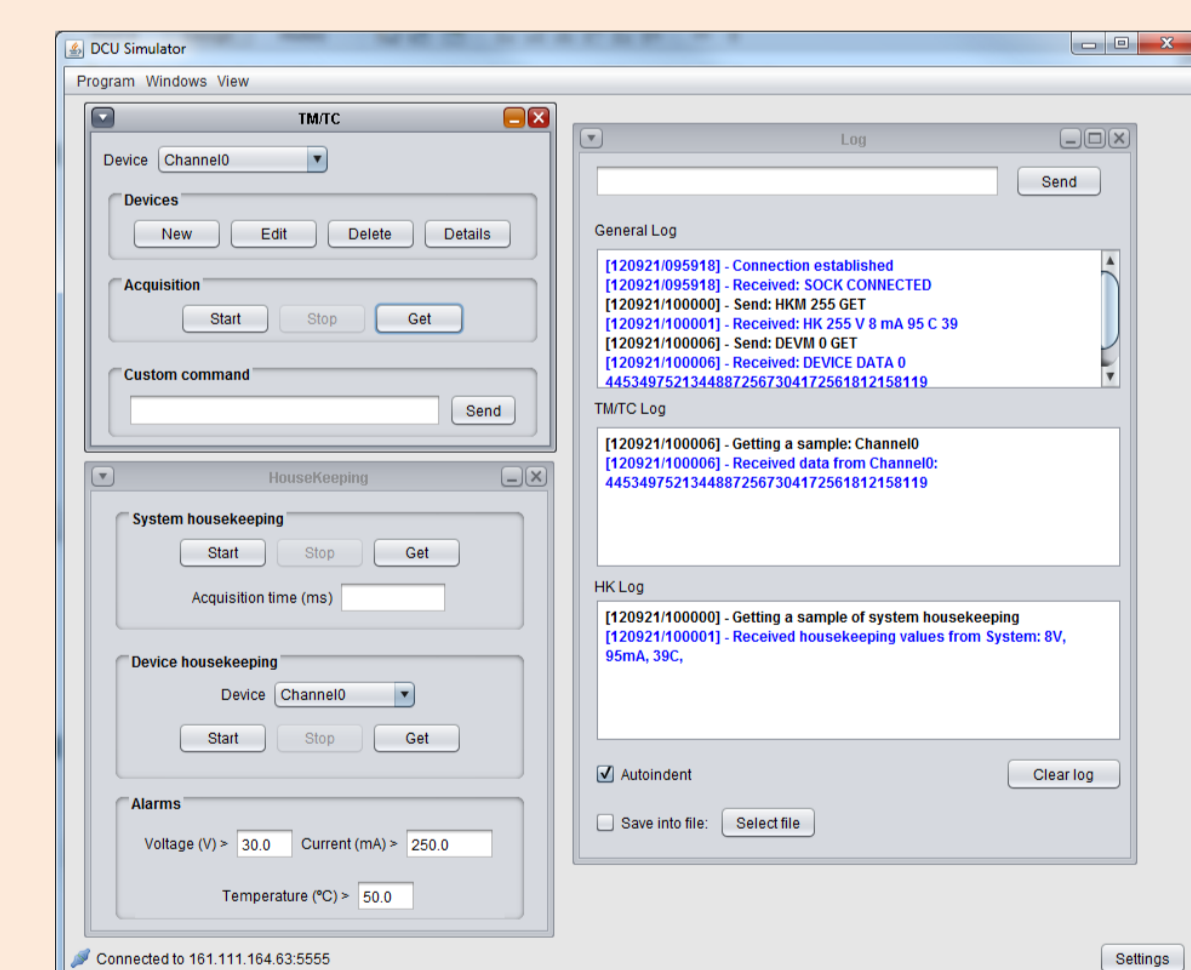 DCU Simulator
Program Windows View
TM/TC
Device Channel0
Devices
New Edit Delete Details
Acquisition
Start Stop Get
Custom command
Send
HouseKeeping
System housekeeping
Start Stop Get
Acquisition time (ms)
Device housekeeping
Device Channel0
Start Stop Get
Alarms
Voltage (V) > 30.0 Current (mA) > 250.0
Temperature (ºC) > 50.0
Log
Send
General Log
[120921/095918] - Connection established
[120921/095918] - Received: SOCK CONNECTED
[120921/100000] - Send: HKM 255 GET
[120921/100001] - Received: HK 255 V 8 mA 95 C 39
[120921/100006] - Send: DEVM 0 GET
[120921/100006] - Received: DEVICE DATA 0
44534975213448872567304172561812158119
TM/TC Log
[120921/100006] - Getting a sample: Channel0
[120921/100006] - Received data from Channel0:
44534975213448872567304172561812158119
HK Log
[120921/100000] - Getting a sample of system housekeeping
[120921/100001] - Received housekeeping values from System: 8V,
95mA, 39C,
Autoindent Clear log
Save into file: Select file
Connected to 161.111.164.63:5555 Settings